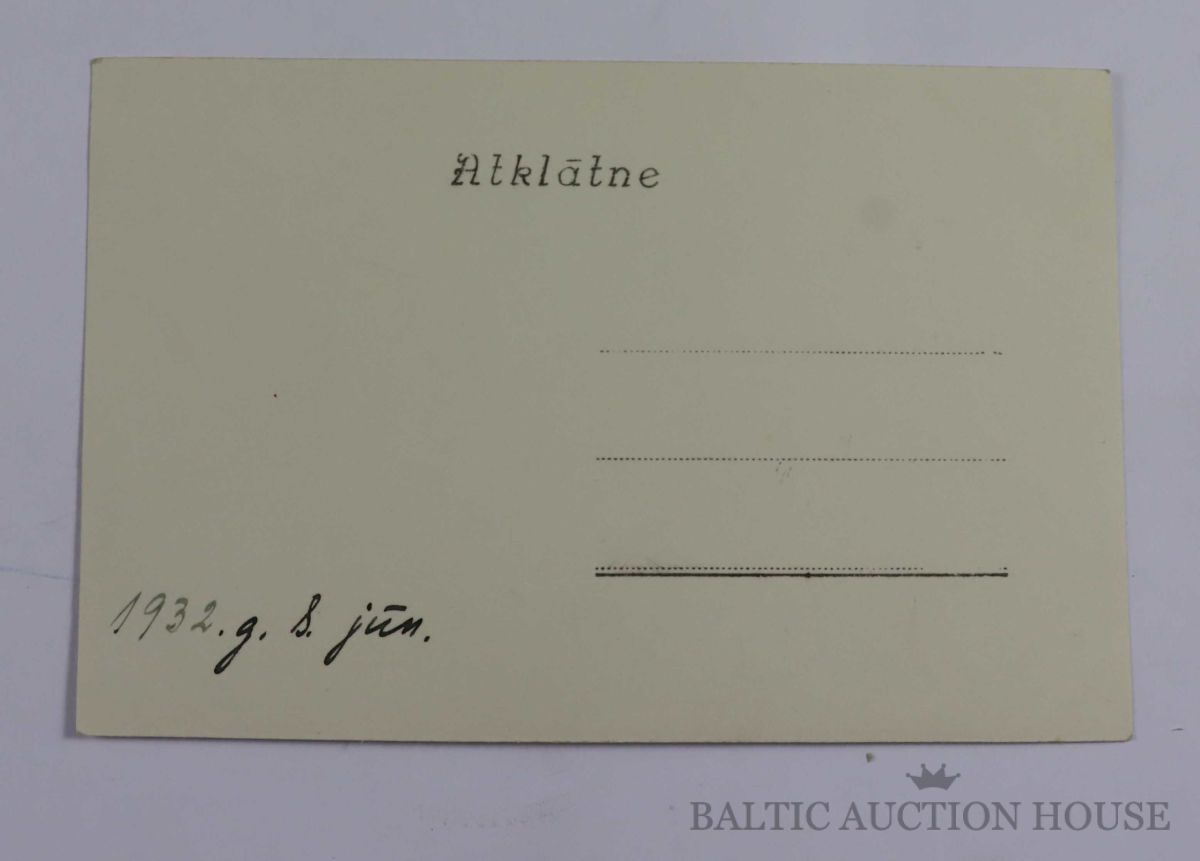 Atklātne
1932.g. 8. jūn.
BALTIC AUCTION HOUSE